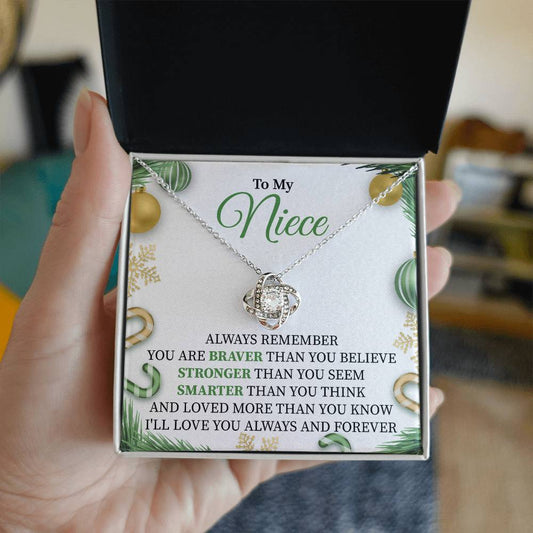 To My
Niece
ALWAYS REMEMBER
YOU ARE BRAVER THAN YOU BELIEVE
STRONGER THAN YOU SEEM
SMARTER THAN YOU THINK
AND LOVED MORE THAN YOU KNOW
I'LL LOVE YOU ALWAYS AND FOREVER